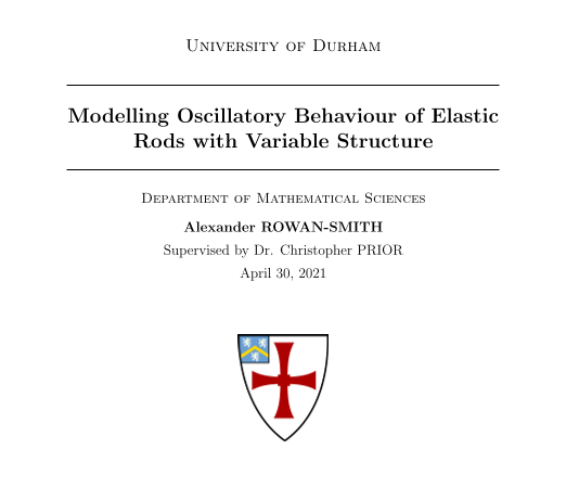 University of Durham
Modelling Oscillatory Behaviour of Elastic
Rods with Variable Structure
Department of Mathematical Sciences
Alexander ROWAN-SMITH
Supervised by Dr. Christopher PRIOR
April 30, 2021